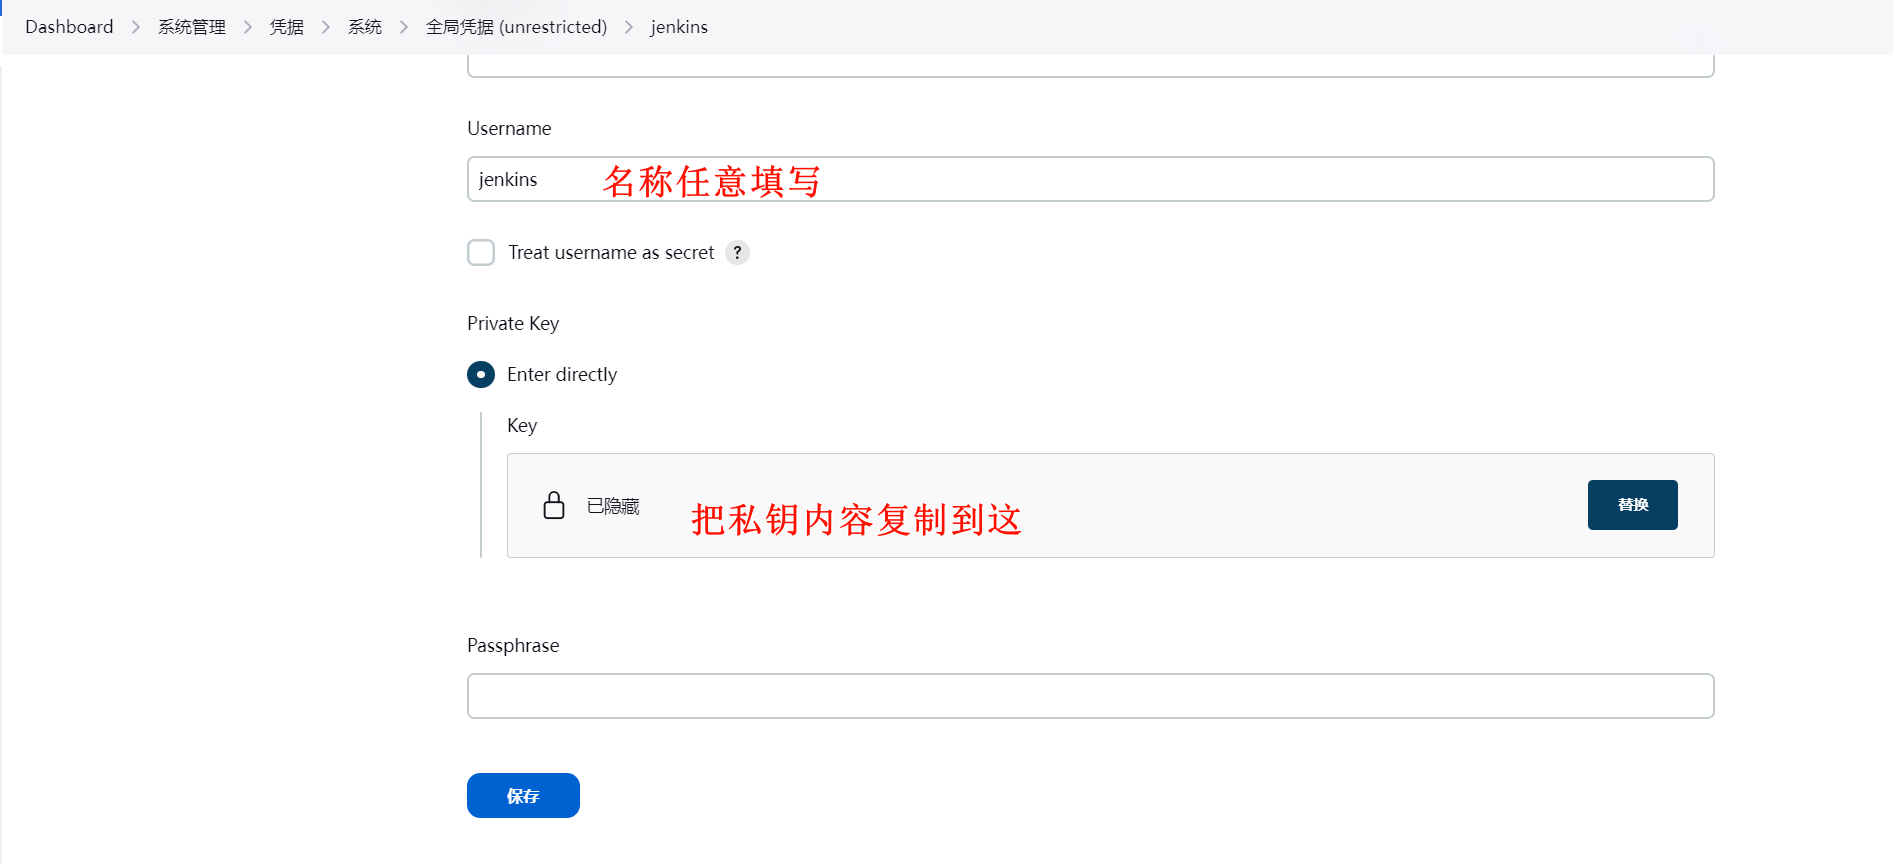 Dashboard > 系统管理 > 凭据 > 系统 > 全局凭据 (unrestricted) > jenkins
Username
jenkins 名称任意填写
Treat username as secret ?
Private Key
Enter directly
Key
已隐藏 把私钥内容复制到这 替换
Passphrase
保存